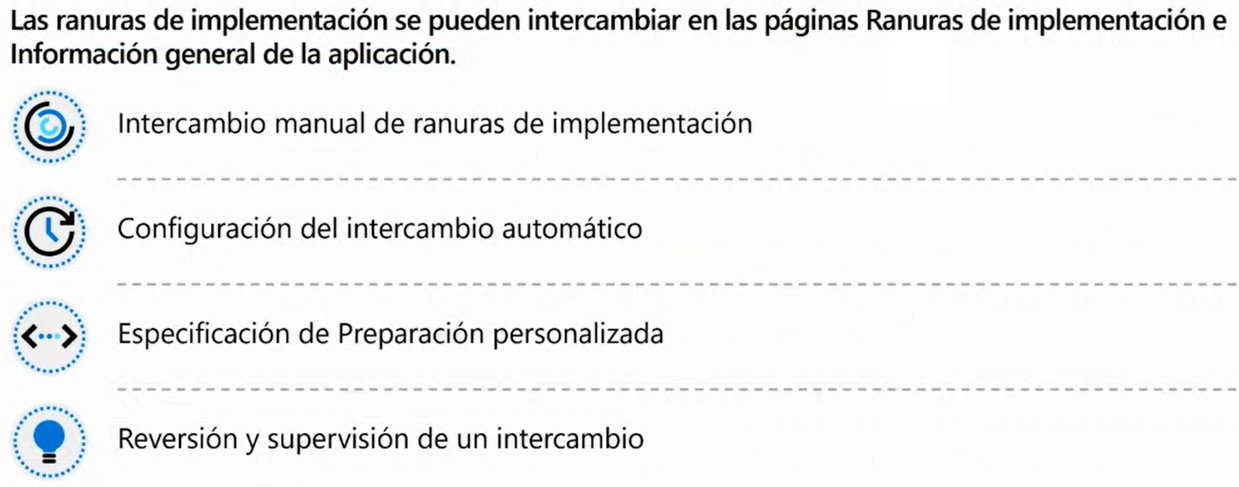 Las ranuras de implementación se pueden intercambiar en las páginas Ranuras de implementación e
Información general de la aplicación.
Intercambio manual de ranuras de implementación
Configuración del intercambio automático
Especificación de Preparación personalizada
Reversión y supervisión de un intercambio